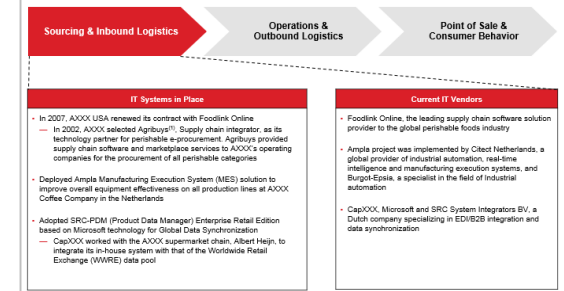 Sourcing & Inbound Logistics
Operations &
Outbound Logistics
Point of Sale &
Consumer Behavior
IT Systems in Place
• In 2007, AXXX USA renewed its contract with Foodlink Online
— In 2002, AXXX selected Agribuys(1), Supply chain integrator, as its
technology partner for perishable e-procurement. Agribuys provided
supply chain software and marketplace services to AXXX's operating
companies for the procurement of all perishable categories
• Deployed Ampla Manufacturing Execution System (MES) solution to
improve overall equipment effectiveness on all production lines at AXXX
Coffee Company in the Netherlands
• Adopted SRC-PDM (Product Data Manager) Enterprise Retail Edition
based on Microsoft technology for Global Data Synchronization
— CapXXX worked with the AXXX supermarket chain, Albert Heijn, to
integrate its in-house system with that of the Worldwide Retail
Exchange (WWRE) data pool
Current IT Vendors
• Foodlink Online, the leading supply chain software solution
provider to the global perishable foods industry
• Ampla project was implemented by Citect Netherlands, a
global provider of industrial automation, real-time
intelligence and manufacturing execution systems, and
Burgot-Epsia, a specialist in the field of Industrial
automation
• CapXXX, Microsoft and SRC System Integrators BV, a
Dutch company specializing in EDI/B2B integration and
data synchronization